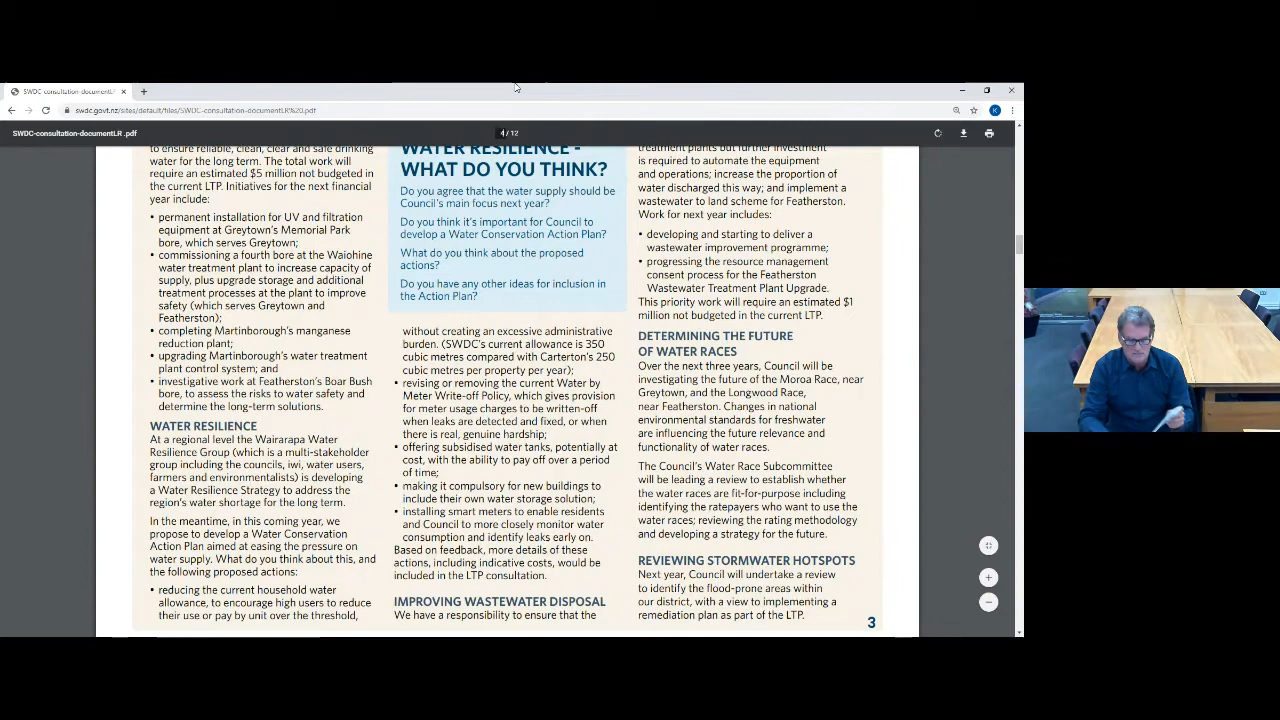 SWDC-consultation-documentL
swdc.govt.nz/sites/default/files/SWDC-consultation-documentLR%20.pdf
K
SWDC-consultation-documentLR .pdf
4 / 12
to ensure reliable, clean, clear and safe drinking
water for the long term. The total work will
require an estimated $5 million not budgeted in
the current LTP. Initiatives for the next financial
year include:
• permanent installation for UV and filtration
equipment at Greytown's Memorial Park
bore, which serves Greytown;
• commissioning a fourth bore at the Waiohine
water treatment plant to increase capacity of
supply, plus upgrade storage and additional
treatment processes at the plant to improve
safety (which serves Greytown and
Featherston);
• completing Martinborough's manganese
reduction plant;
• upgrading Martinborough's water treatment
plant control system; and
• investigative work at Featherston's Boar Bush
bore, to assess the risks to water safety and
determine the long-term solutions.
WATER RESILIENCE
At a regional level the Wairarapa Water
Resilience Group (which is a multi-stakeholder
group including the councils, iwi, water users,
farmers and environmentalists) is developing
a Water Resilience Strategy to address the
region's water shortage for the long term.
In the meantime, in this coming year, we
propose to develop a Water Conservation
Action Plan aimed at easing the pressure on
water supply. What do you think about this, and
the following proposed actions:
• reducing the current household water
allowance, to encourage high users to reduce
their use or pay by unit over the threshold,
WATER RESILIENCE -
WHAT DO YOU THINK?
Do you agree that the water supply should be
Council's main focus next year?
Do you think it's important for Council to
develop a Water Conservation Action Plan?
What do you think about the proposed
actions?
Do you have any other ideas for inclusion in
the Action Plan?
without creating an excessive administrative
burden. (SWDC's current allowance is 350
cubic metres compared with Carterton's 250
cubic metres per property per year);
• revising or removing the current Water by
Meter Write-off Policy, which gives provision
for meter usage charges to be written-off
when leaks are detected and fixed, or when
there is real, genuine hardship;
• offering subsidised water tanks, potentially at
cost, with the ability to pay off over a period
of time;
• making it compulsory for new buildings to
include their own water storage solution;
• installing smart meters to enable residents
and Council to more closely monitor water
consumption and identify leaks early on.
Based on feedback, more details of these
actions, including indicative costs, would be
included in the LTP consultation.
IMPROVING WASTEWATER DISPOSAL
We have a responsibility to ensure that the
treatment plants but further investment
is required to automate the equipment
and operations; increase the proportion of
water discharged this way; and implement a
wastewater to land scheme for Featherston.
Work for next year includes:
• developing and starting to deliver a
wastewater improvement programme;
• progressing the resource management
consent process for the Featherston
Wastewater Treatment Plant Upgrade.
This priority work will require an estimated $1
million not budgeted in the current LTP.
DETERMINING THE FUTURE
OF WATER RACES
Over the next three years, Council will be
investigating the future of the Moroa Race, near
Greytown, and the Longwood Race,
near Featherston. Changes in national
environmental standards for freshwater
are influencing the future relevance and
functionality of water races.
The Council's Water Race Subcommittee
will be leading a review to establish whether
the water races are fit-for-purpose including
identifying the ratepayers who want to use the
water races; reviewing the rating methodology
and developing a strategy for the future.
REVIEWING STORMWATER HOTSPOTS
Next year, Council will undertake a review
to identify the flood-prone areas within
our district, with a view to implementing a
remediation plan as part of the LTP.
3